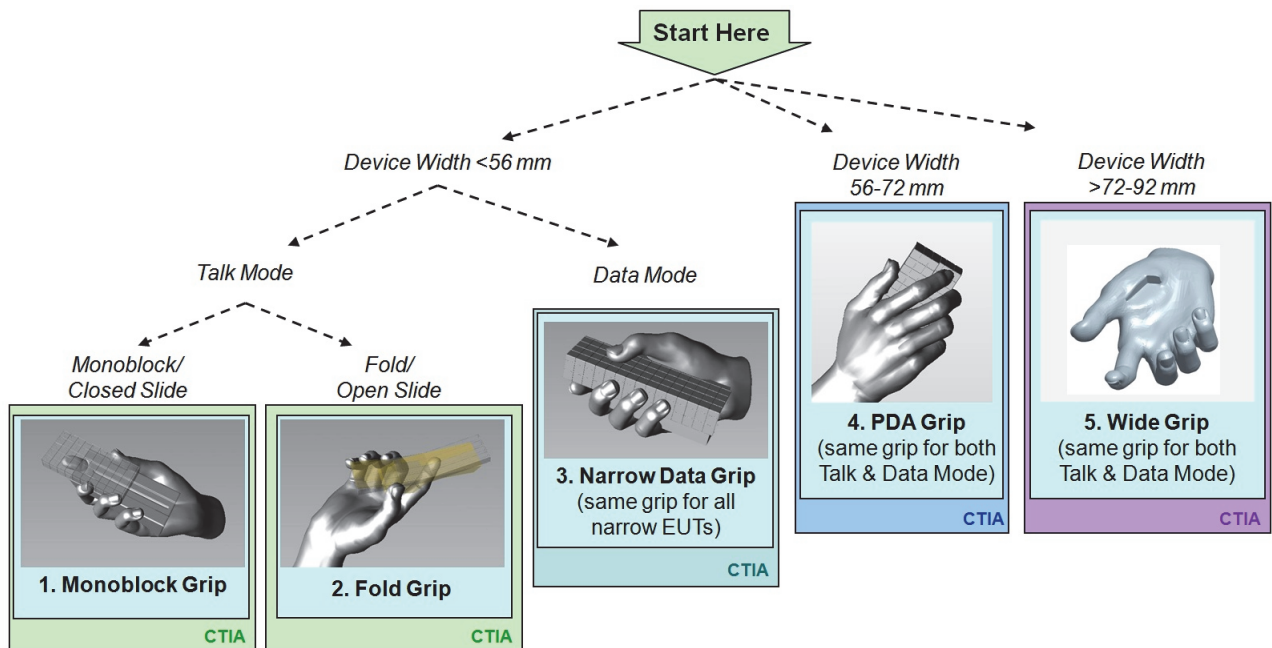 Start Here
Device Width <56 mm
Device Width
56-72 mm
Device Width
>72-92 mm
Talk Mode
Data Mode
Monoblock/
Closed Slide
Fold/
Open Slide
1. Monoblock Grip
CTIA
2. Fold Grip
CTIA
3. Narrow Data Grip
(same grip for all
narrow EUTs)
CTIA
4. PDA Grip
(same grip for both
Talk & Data Mode)
CTIA
5. Wide Grip
(same grip for both
Talk & Data Mode)
CTIA